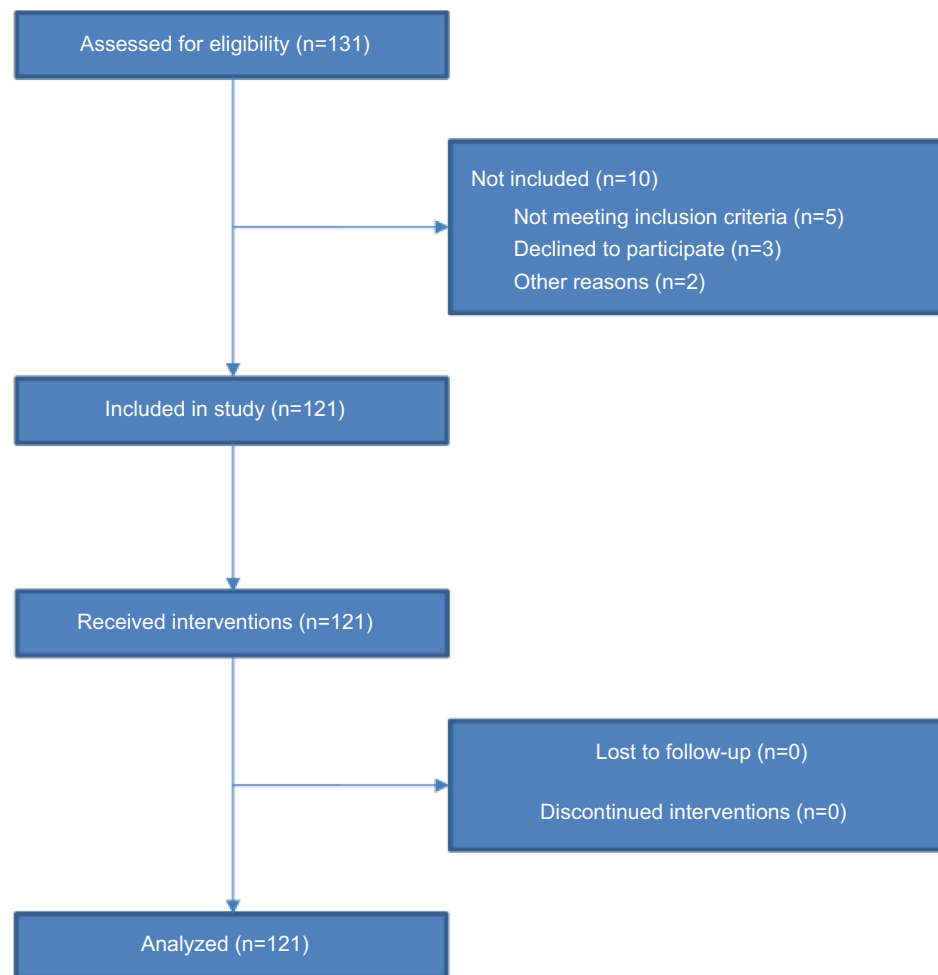 Assessed for eligibility (n=131)
Not included (n=10)
Not meeting inclusion criteria (n=5)
Declined to participate (n=3)
Other reasons (n=2)
Included in study (n=121)
Received interventions (n=121)
Lost to follow-up (n=0)
Discontinued interventions (n=0)
Analyzed (n=121)